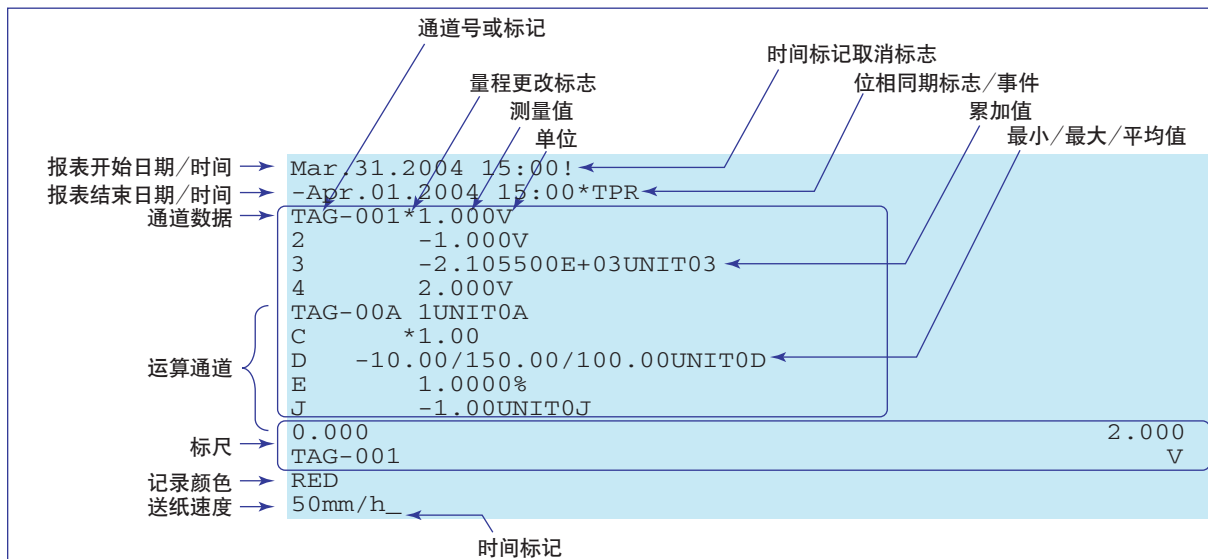 通道号或标记
时间标记取消标志
量程更改标志
位相同期标志/事件
测量值
累加值
单位
最小/最大/平均值
报表开始日期/时间
Mar.31.2004 15:00!
报表结束日期/时间
-Apr.01.2004 15:00*TPR
通道数据
TAG-001*1.000V
2 -1.000V
3 -2.105500E+03UNIT03
4 2.000V
TAG-00A 1UNIT0A
C *1.00
D -10.00/150.00/100.00UNIT0D
运算通道
E 1.0000%
J -1.00UNIT0J
0.000 2.000
标尺
TAG-001 V
记录颜色
RED
送纸速度
50mm/h_
时间标记